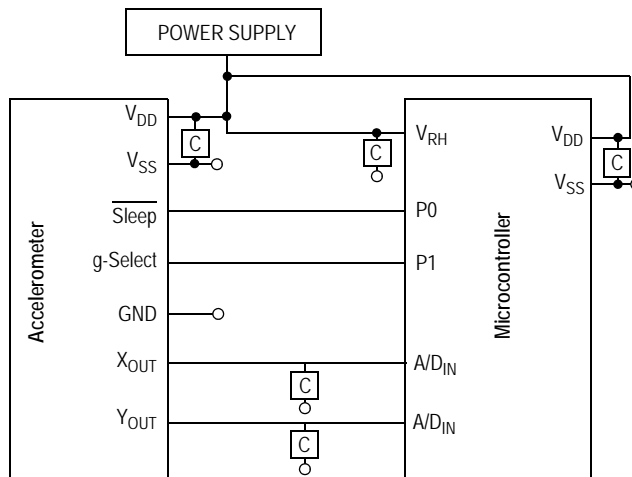 POWER SUPPLY
Accelerometer
VDD
C
VSS
Sleep
g-Select
GND
XOUT
YOUT
C
C
C
VRH
P0
P1
A/DIN
A/DIN
Microcontroller
VDD
C
VSS